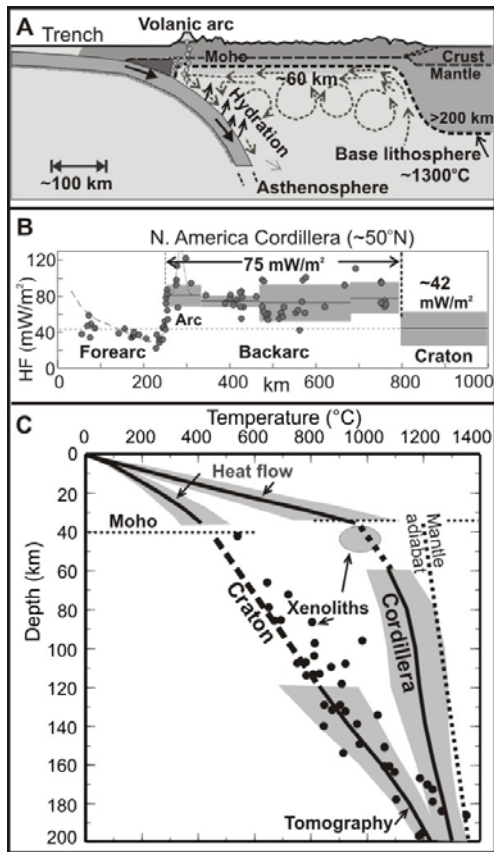 A
Trench
Volanic arc
Moho
Crust
Mantle
~60 km
Hydration
>200 km
~100 km
Base lithosphere
~1300°C
Asthenosphere
B
N. America Cordillera (~50°N)
HF (mW/m²)
120
80
40
0
75 mW/m²
~42
mW/m²
Arc
Forearc
Backarc
Craton
0 200 400 km 600 800 1000
C
Temperature (°C)
0 200 400 600 800 1000 1200 1400
Depth (km)
0
20
40
60
80
100
120
140
160
180
200
Heat flow
Moho
Mantle
adiabat
Xenoliths
Craton
Cordillera
Tomography